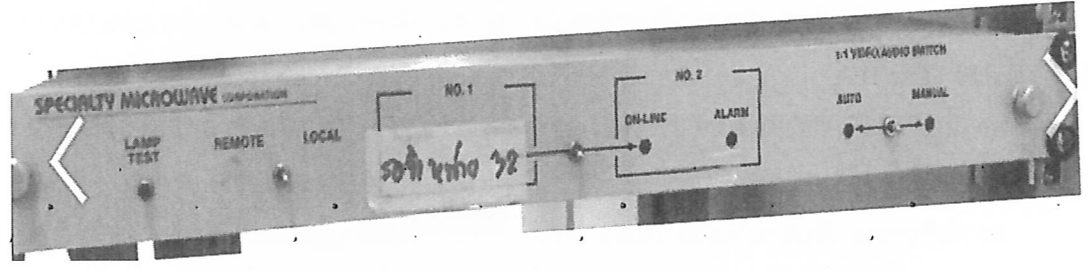 SPECIALTY MICROWAVE CORPORATION
LAMP TEST
REMOTE
LOCAL
NO. 1
38
NO. 2
ON-LINE
ALARM
1:1 VIDEO/AUDIO SWITCH
AUTO
MANUAL